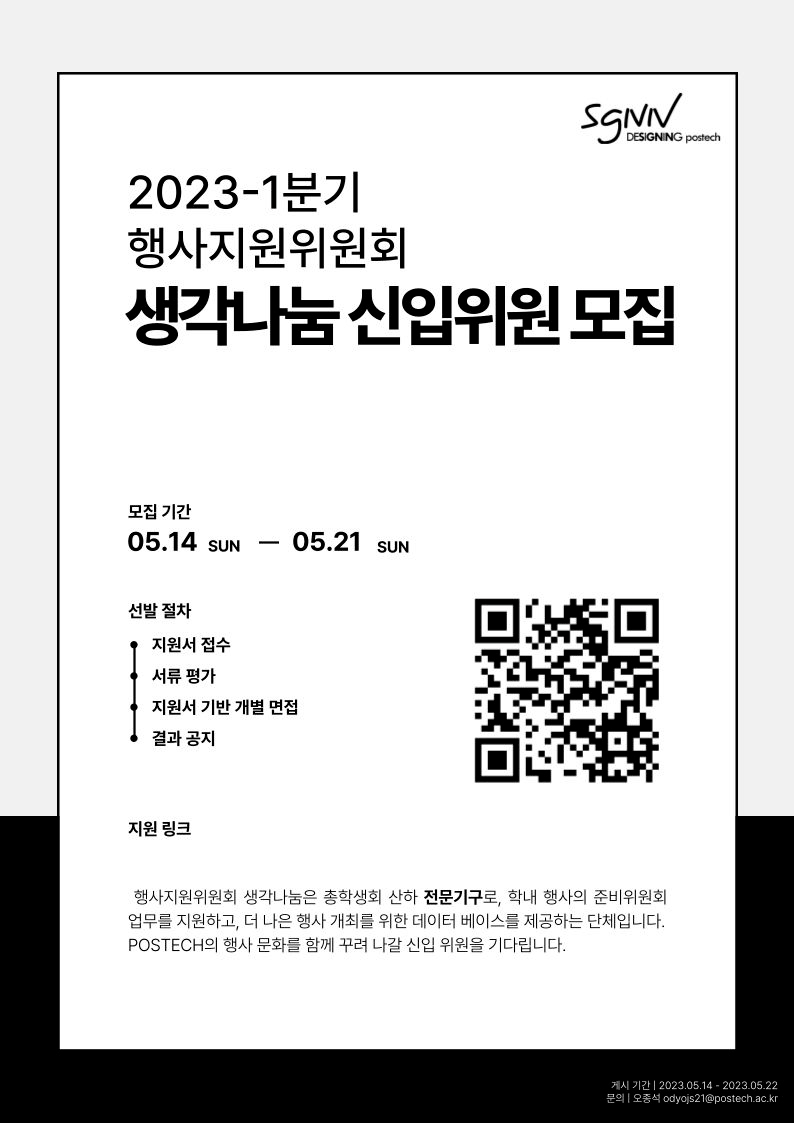 SGNN
DESIGNING postech
2023-1분기
행사지원위원회
생각나눔 신입위원 모집
모집 기간
05.14 SUN — 05.21 SUN
선발 절차
지원서 접수
서류 평가
지원서 기반 개별 면접
결과 공지
지원 링크
행사지원위원회 생각나눔은 총학생회 산하 전문기구로, 학내 행사의 준비위원회
업무를 지원하고, 더 나은 행사 개최를 위한 데이터 베이스를 제공하는 단체입니다.
POSTECH의 행사 문화를 함께 꾸려 나갈 신입 위원을 기다립니다.
게시 기간 | 2023.05.14 - 2023.05.22
문의 | 오종석 odyojs21@postech.ac.kr